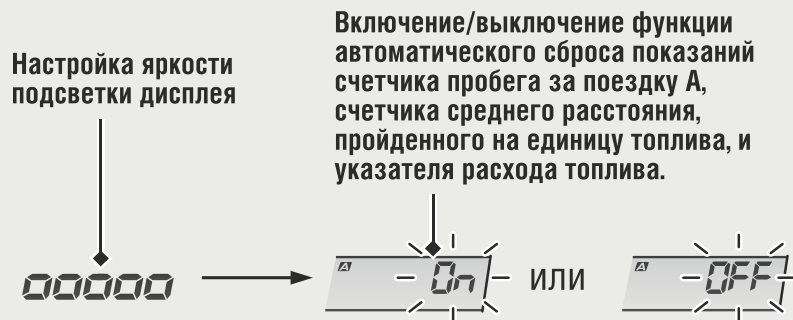 Включение/выключение функции
автоматического сброса показаний
счетчика пробега за поездку А,
счетчика среднего расстояния,
пройденного на единицу топлива, и
указателя расхода топлива.
Настройка яркости
подсветки дисплея
A On ИЛИ A OFF